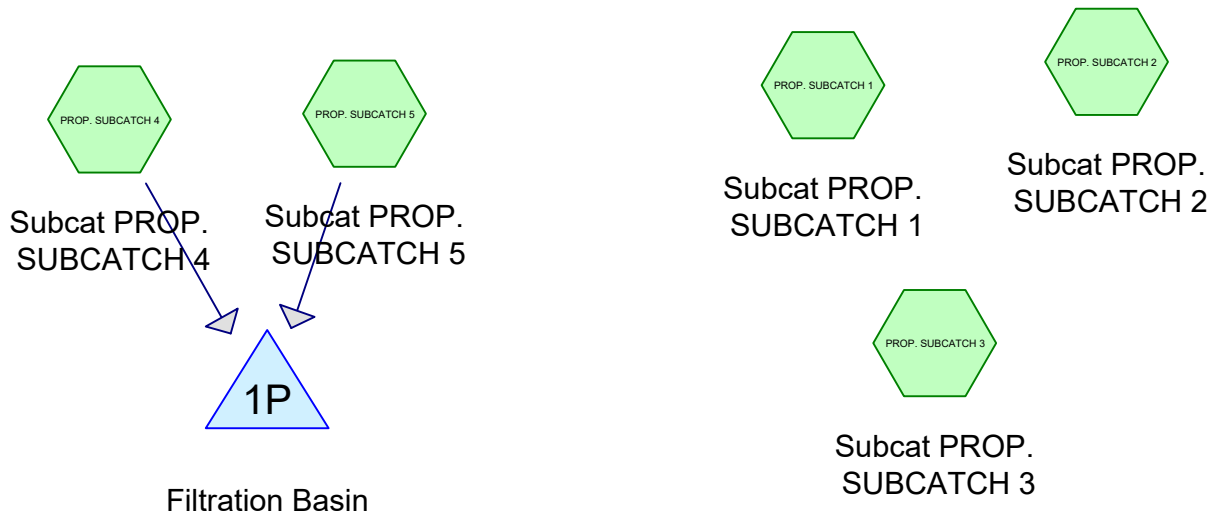 PROP. SUBCATCH 4
Subcat PROP.
SUBCATCH 4
PROP. SUBCATCH 5
Subcat PROP.
SUBCATCH 5
1P
Filtration Basin
PROP. SUBCATCH 1
Subcat PROP.
SUBCATCH 1
PROP. SUBCATCH 2
Subcat PROP.
SUBCATCH 2
PROP. SUBCATCH 3
Subcat PROP.
SUBCATCH 3